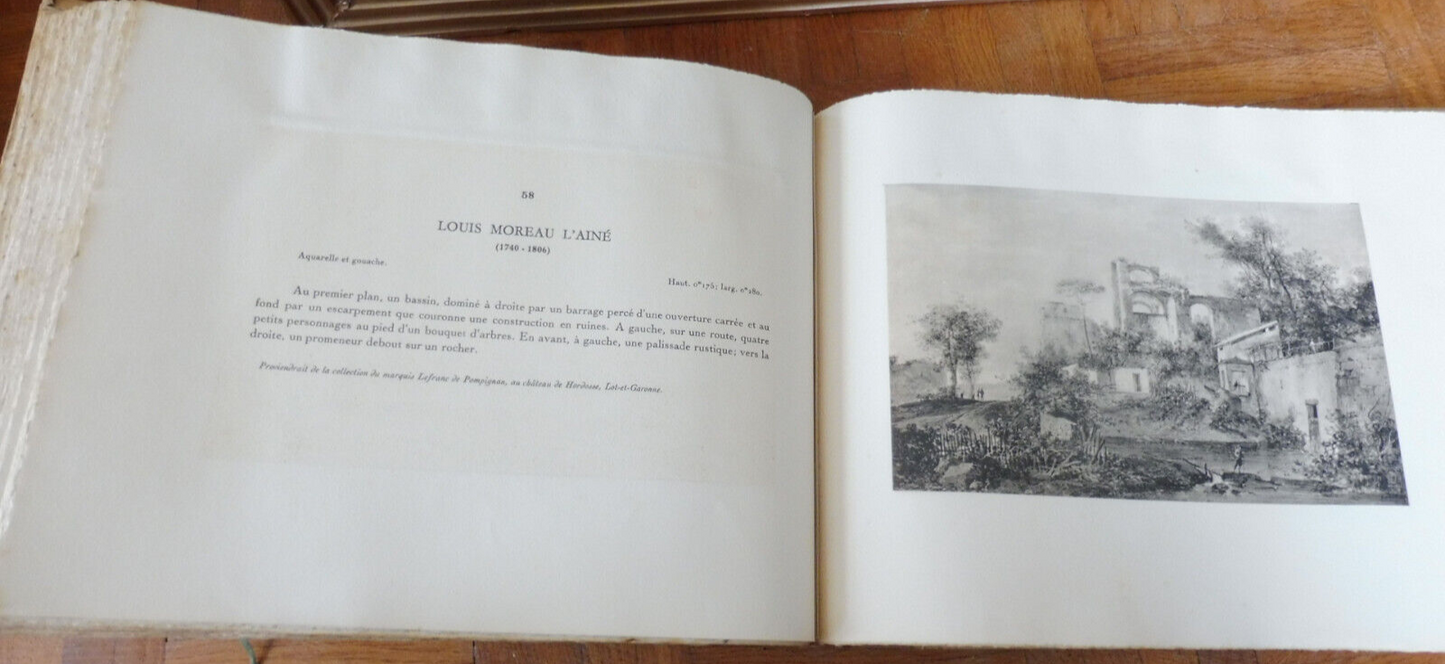 58
LOUIS MOREAU L'AINÉ
(1740 - 1806)
Aquarelle et gouache.
Haut. 0ᵐ175; larg. 0ᵐ280.
Au premier plan, un bassin, dominé à droite par un barrage percé d'une ouverture carrée et au
fond par un escarpement que couronne une construction en ruines. A gauche, sur une route, quatre
petits personnages au pied d'un bouquet d'arbres. En avant, à gauche, une palissade rustique; vers la
droite, un promeneur debout sur un rocher.
Proviendrait de la collection du marquis Lefranc de Pompignan, au château de Hordosse, Lot-et-Garonne.